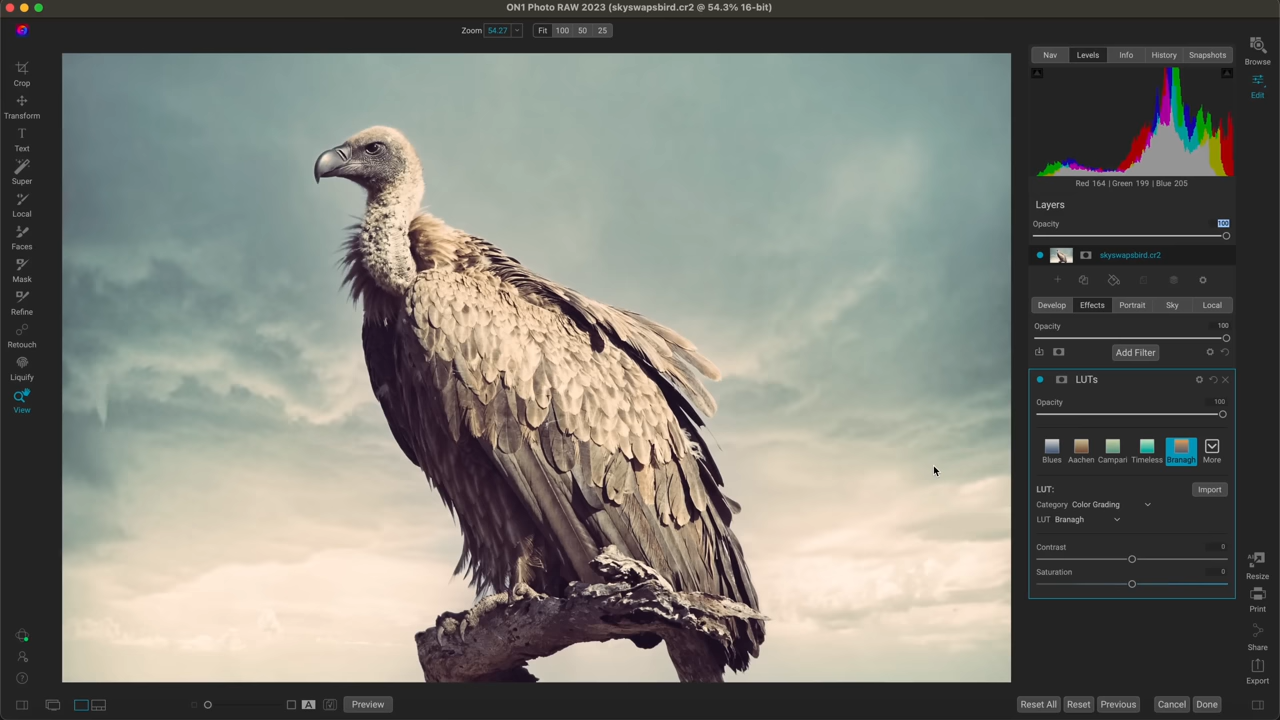 ON1 Photo RAW 2023 (skyswapsbird.cr2 @ 54.3% 16-bit)
Zoom 54.27 Fit 100 50 25
Crop
Transform
Text
Super
Local
Faces
Mask
Refine
Retouch
Liquify
View
Nav Levels Info History Snapshots
Red 164 | Green 199 | Blue 205
Layers
Opacity 100
skyswapsbird.cr2
Develop Effects Portrait Sky Local
Opacity 100
Add Filter
LUTs
Opacity 100
Blues Aachen Campari Timeless Branagh More
LUT: Import
Category Color Grading
LUT Branagh
Contrast 0
Saturation 0
Browse
Edit
Resize
Print
Share
Export
A Preview
Reset All Reset Previous Cancel Done